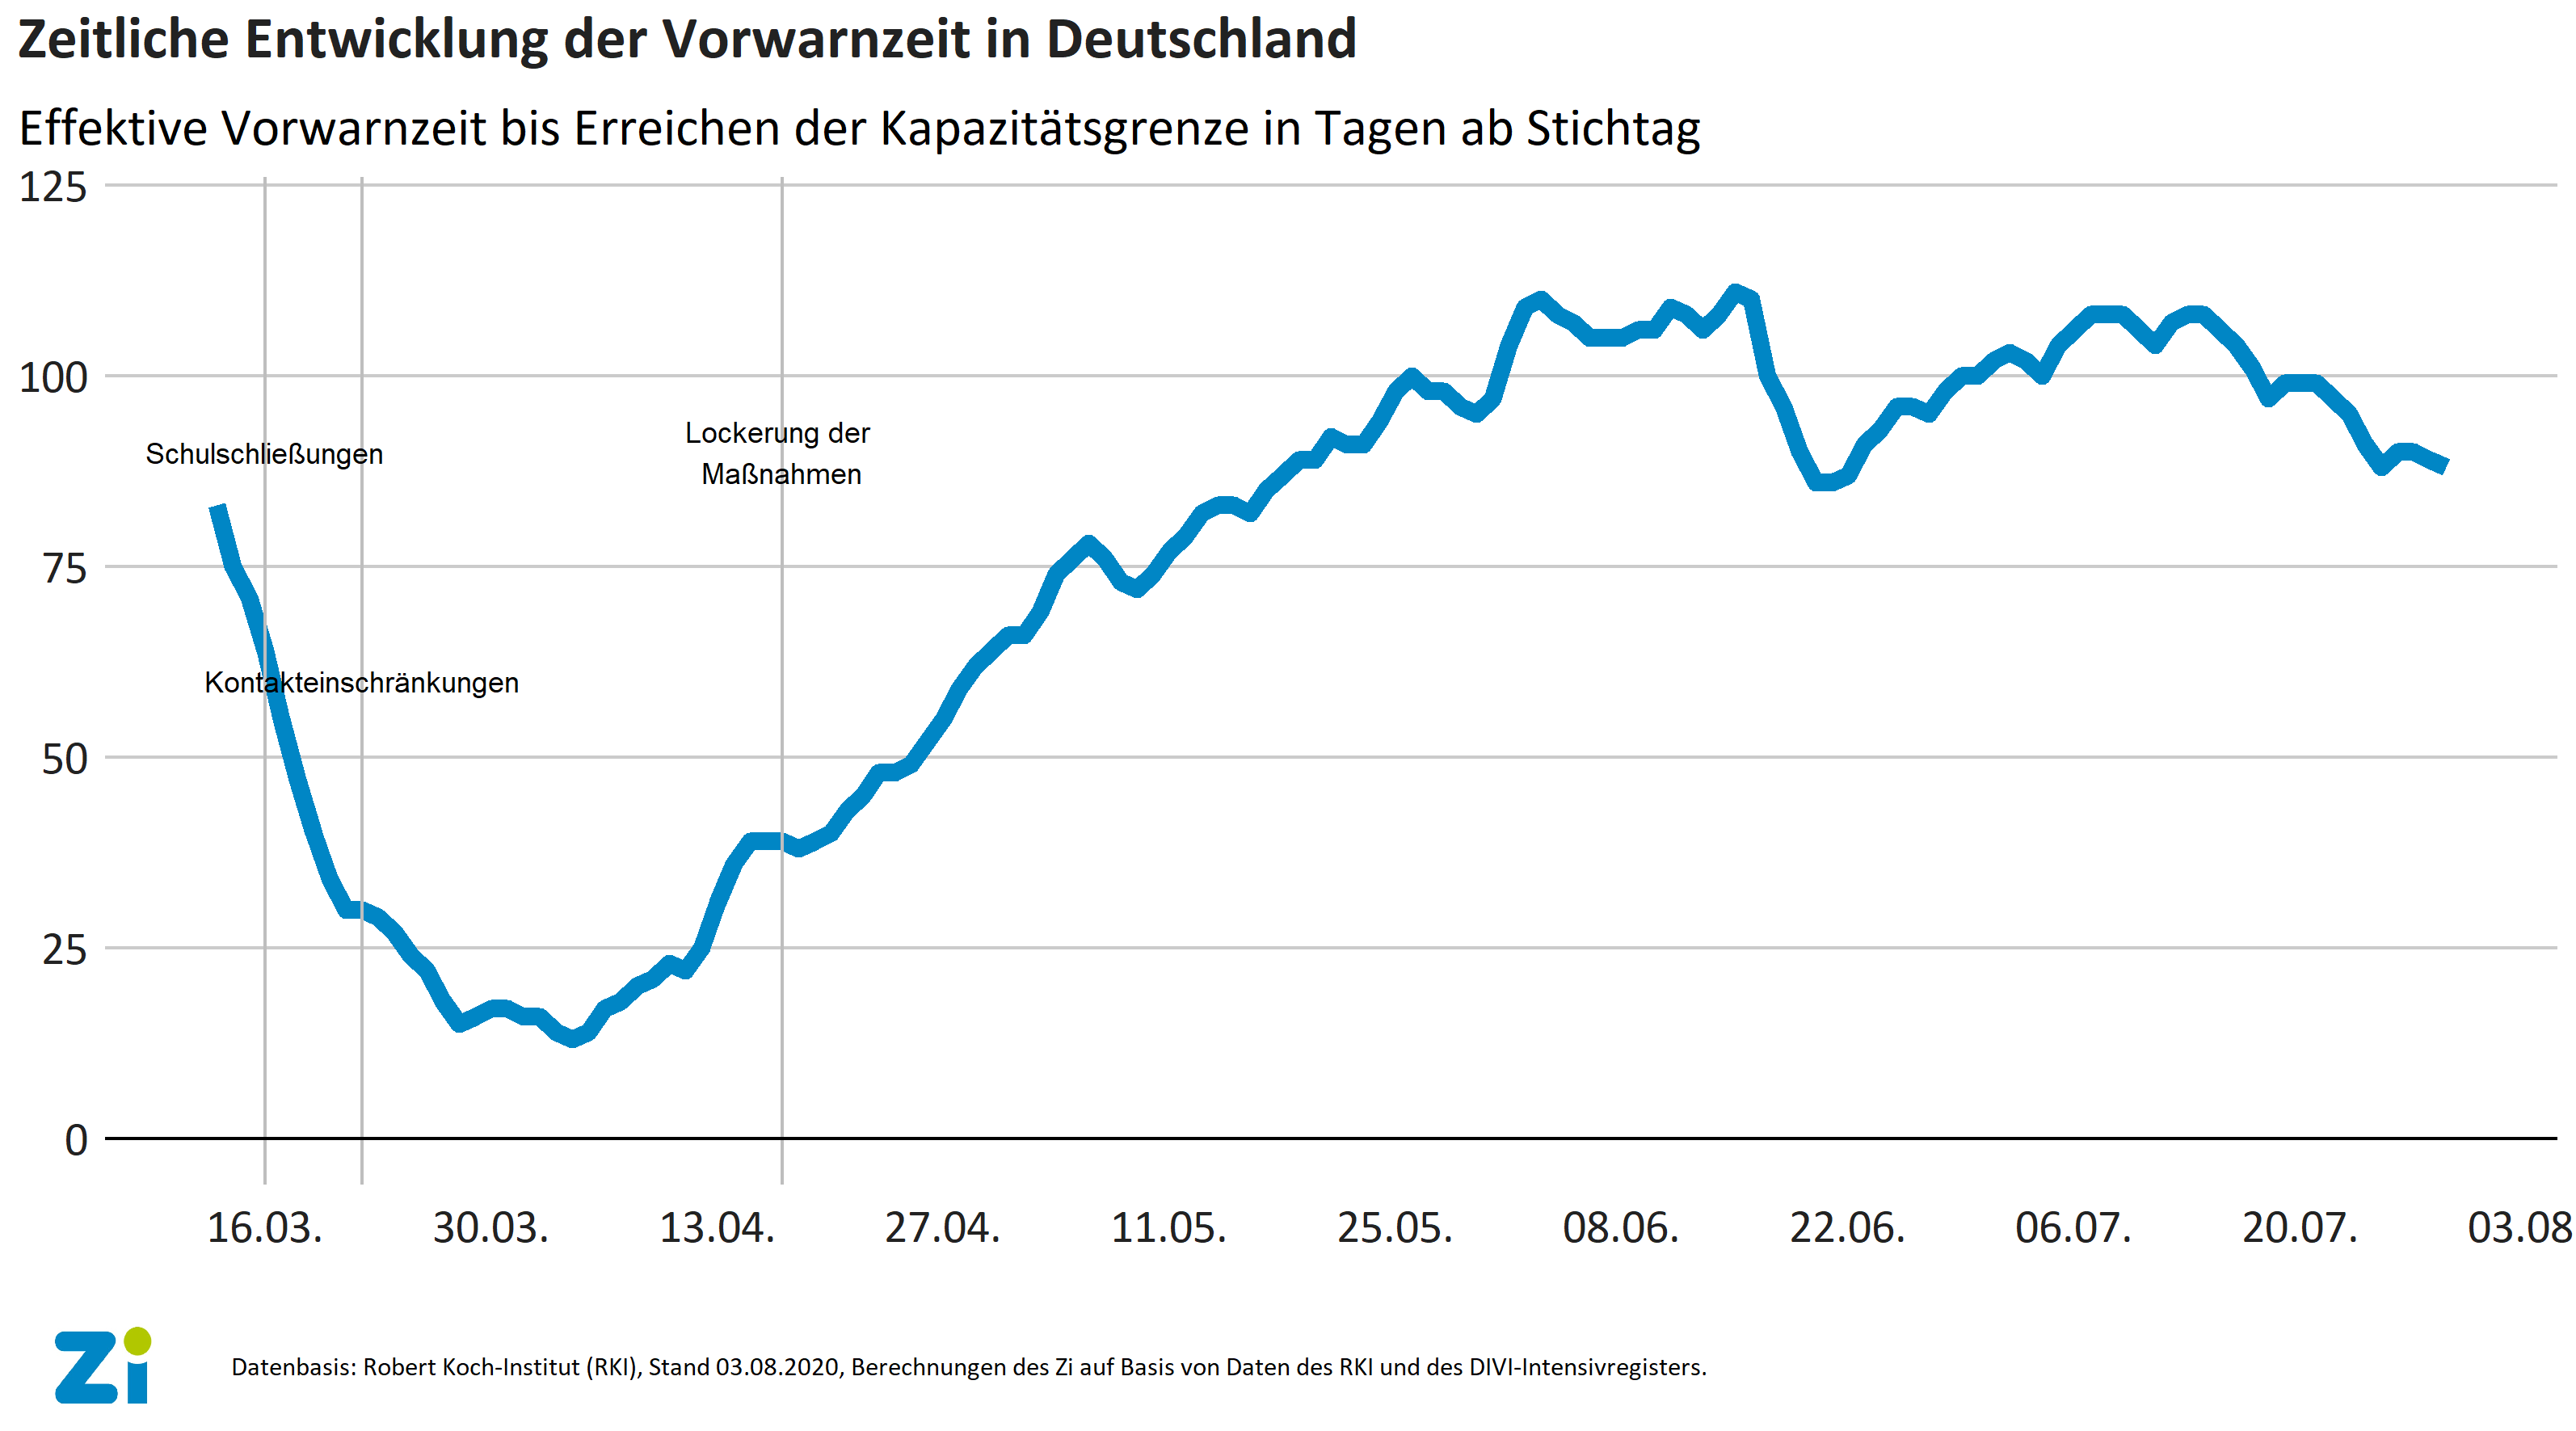 Zeitliche Entwicklung der Vorwarnzeit in Deutschland
Effektive Vorwarnzeit bis Erreichen der Kapazitätsgrenze in Tagen ab Stichtag
125
100
75
50
25
0
Schulschließungen
Kontakteinschränkungen
Lockerung der
Maßnahmen
16.03. 30.03. 13.04. 27.04. 11.05. 25.05. 08.06. 22.06. 06.07. 20.07. 03.08
Zi
Datenbasis: Robert Koch-Institut (RKI), Stand 03.08.2020, Berechnungen des Zi auf Basis von Daten des RKI und des DIVI-Intensivregisters.